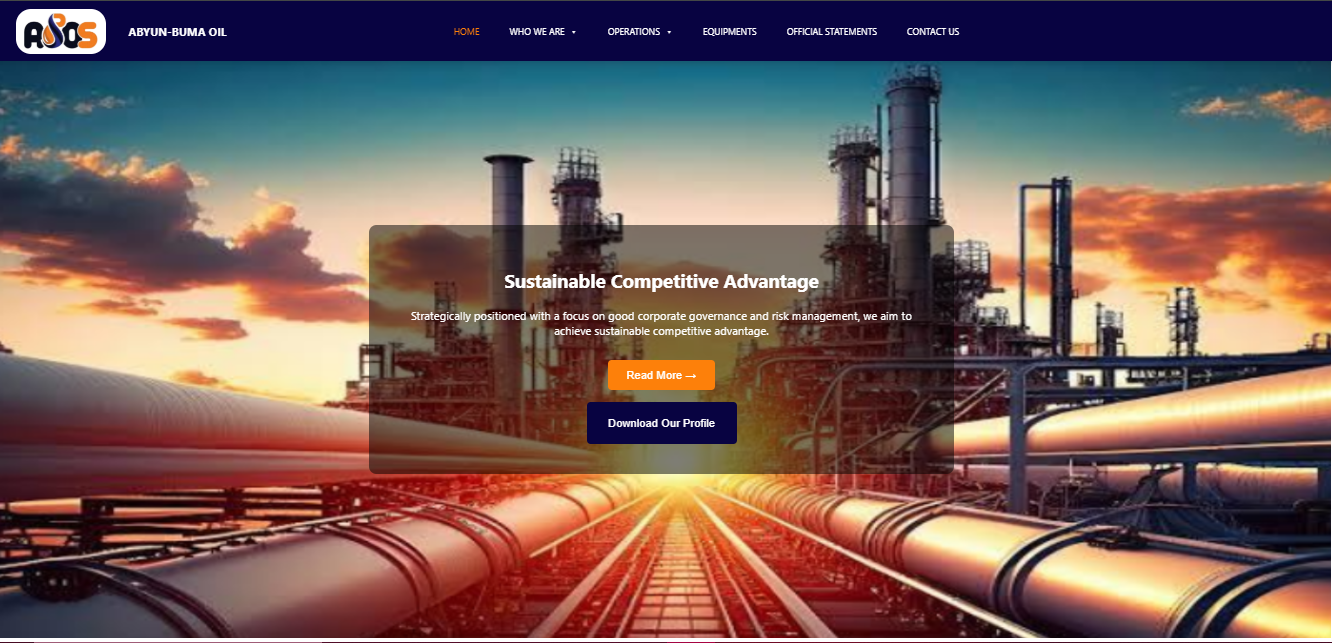 ABOS
ABYUN-BUMA OIL
HOME
WHO WE ARE
OPERATIONS
EQUIPMENTS
OFFICIAL STATEMENTS
CONTACT US
Sustainable Competitive Advantage
Strategically positioned with a focus on good corporate governance and risk management, we aim to
achieve sustainable competitive advantage.
Read More →
Download Our Profile